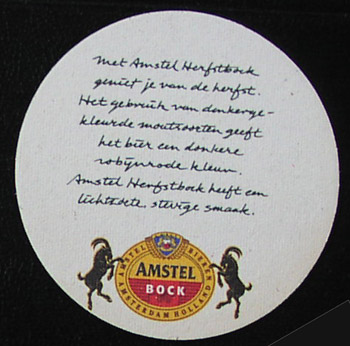 Met Amstel Herfstbock
geniet je van de herfst.
Het gebruik van donkerge-
kleurde moutsoorten geeft
het bier een donkere
robijnrode kleur.
Amstel Herfstbock heeft een
lichtzoete, stevige smaak.
AMSTEL BIEREN
AMSTEL
BOCK
AMSTERDAM HOLLAND